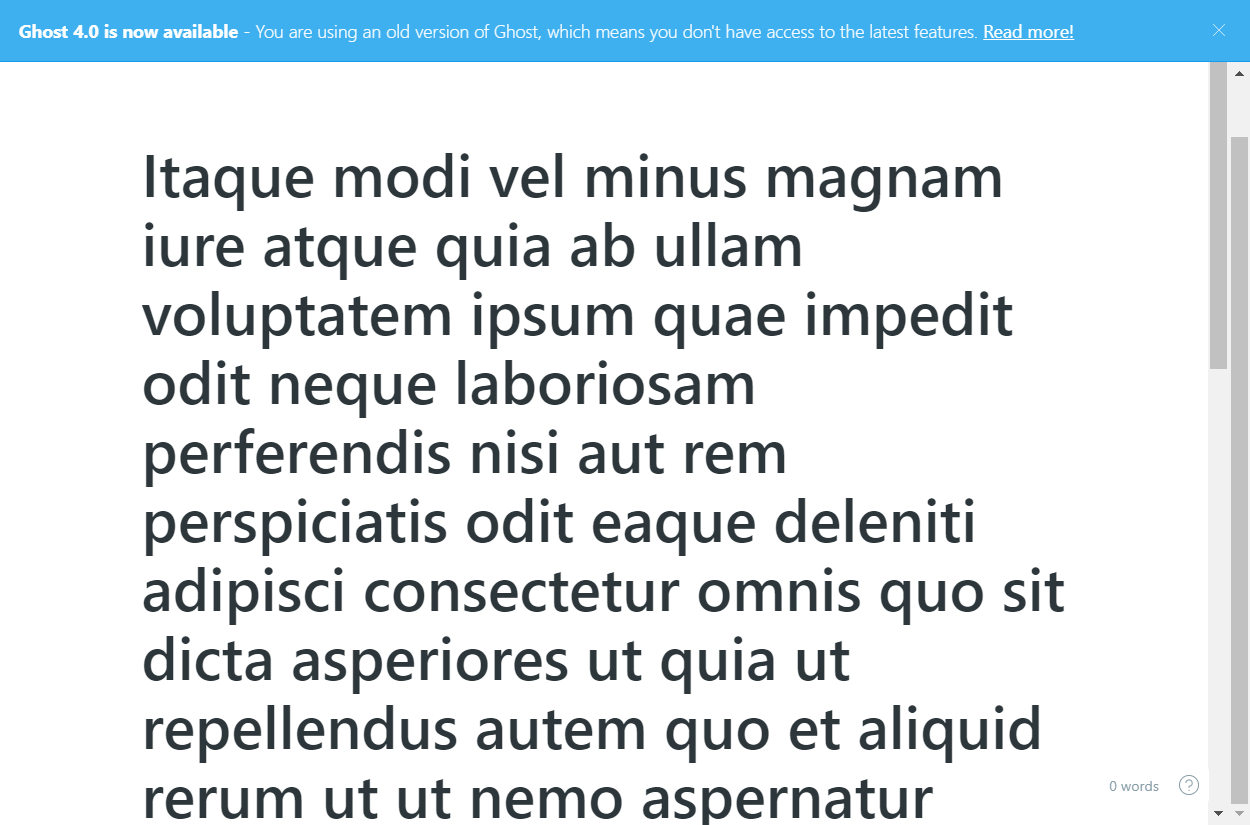 Ghost 4.0 is now available - You are using an old version of Ghost, which means you don't have access to the latest features. Read more!
Itaque modi vel minus magnam
iure atque quia ab ullam
voluptatem ipsum quae impedit
odit neque laboriosam
perferendis nisi aut rem
perspiciatis odit eaque deleniti
adipisci consectetur omnis quo sit
dicta asperiores ut quia ut
repellendus autem quo et aliquid
rerum ut ut nemo aspernatur
0 words ?